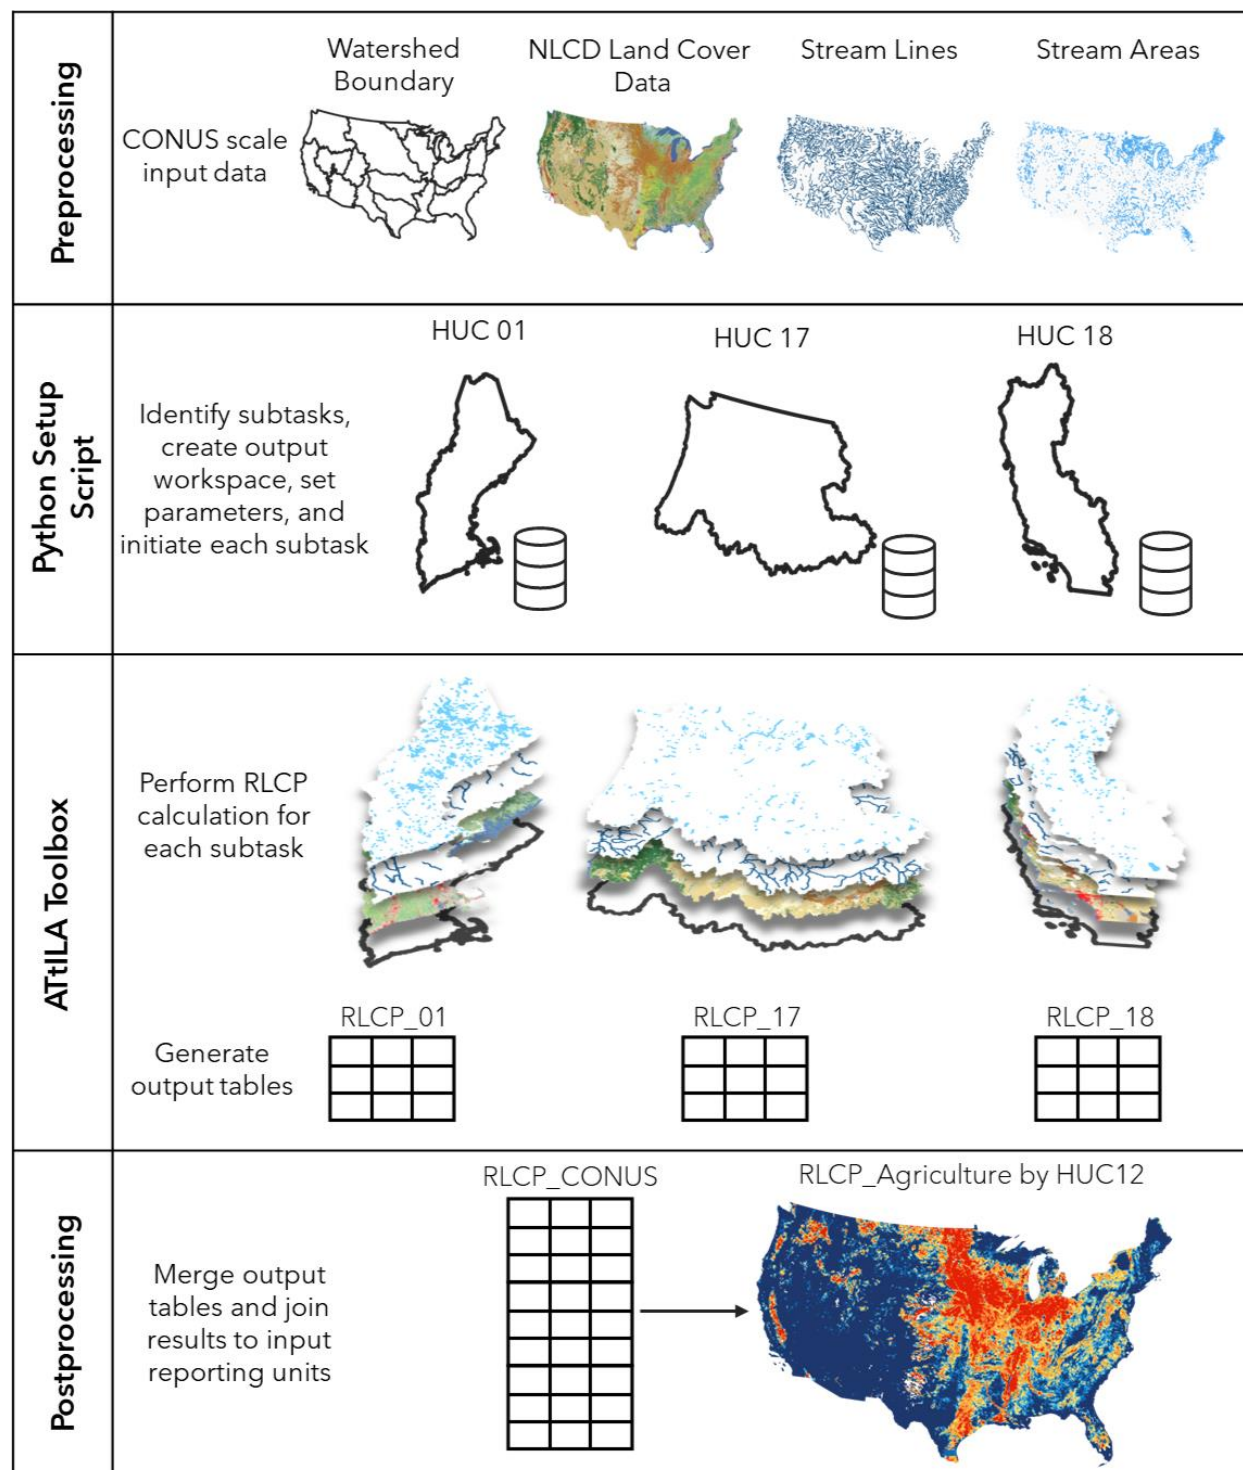 Preprocessing
CONUS scale
input data
Watershed
Boundary
NLCD Land Cover
Data
Stream Lines
Stream Areas
Python Setup
Script
Identify subtasks,
create output
workspace, set
parameters, and
initiate each subtask
HUC 01
HUC 17
HUC 18
ATtILA Toolbox
Perform RLCP
calculation for
each subtask
Generate
output tables
RLCP_01
RLCP_17
RLCP_18
Postprocessing
Merge output
tables and join
results to input
reporting units
RLCP_CONUS
RLCP_Agriculture by HUC12